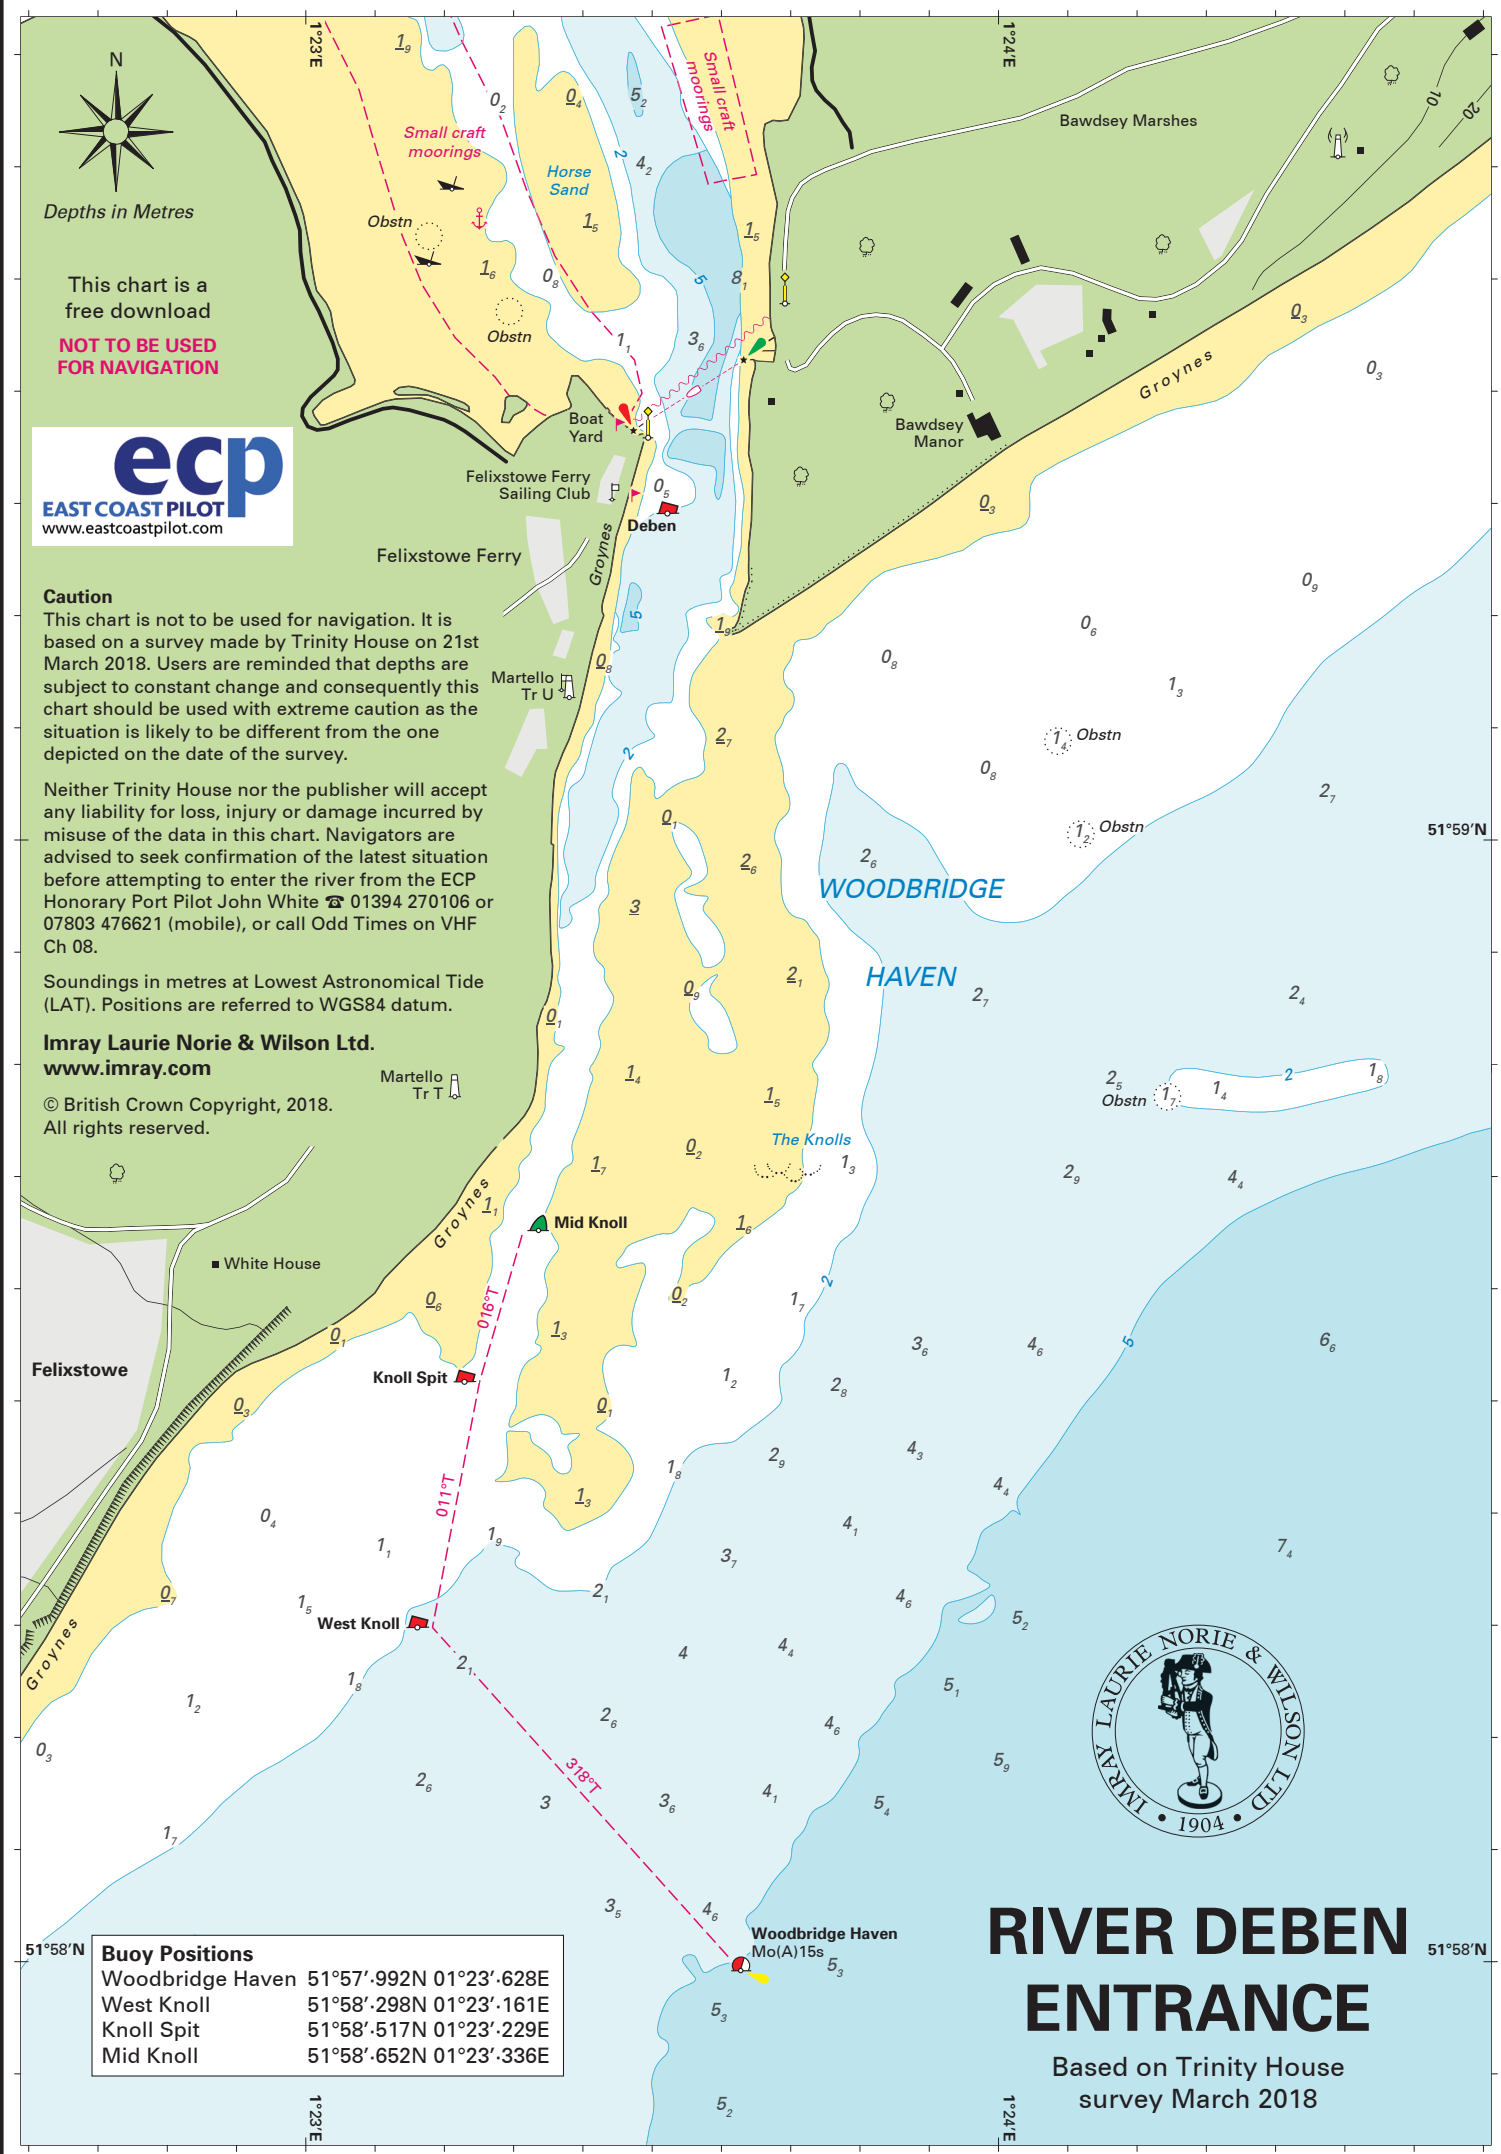 1°23'E
1°24'E
N
Depths in Metres
This chart is a
free download
NOT TO BE USED
FOR NAVIGATION
ecp
EAST COAST PILOT
www.eastcoastpilot.com
Small craft
moorings
Small craft
moorings
Horse
Sand
Obstn
Obstn
Bawdsey Marshes
10
20
Boat
Yard
Bawdsey
Manor
Groynes
Felixstowe Ferry
Sailing Club
Deben
Groynes
Felixstowe Ferry
Caution
This chart is not to be used for navigation. It is
based on a survey made by Trinity House on 21st
March 2018. Users are reminded that depths are
subject to constant change and consequently this
chart should be used with extreme caution as the
situation is likely to be different from the one
depicted on the date of the survey.
Neither Trinity House nor the publisher will accept
any liability for loss, injury or damage incurred by
misuse of the data in this chart. Navigators are
advised to seek confirmation of the latest situation
before attempting to enter the river from the ECP
Honorary Port Pilot John White ☎ 01394 270106 or
07803 476621 (mobile), or call Odd Times on VHF
Ch 08.
Soundings in metres at Lowest Astronomical Tide
(LAT). Positions are referred to WGS84 datum.
Imray Laurie Norie & Wilson Ltd.
www.imray.com
© British Crown Copyright, 2018.
All rights reserved.
Martello
Tr U
Martello
Tr T
Obstn
Obstn
51°59'N
WOODBRIDGE
HAVEN
Obstn
The Knolls
Groynes
Mid Knoll
White House
016°T
Felixstowe
Knoll Spit
011°T
West Knoll
Groynes
318°T
IMRAY LAURIE NORIE & WILSON LTD
• 1904 •
Woodbridge Haven
Mo(A)15s
RIVER DEBEN
ENTRANCE
Based on Trinity House
survey March 2018
51°58'N
51°58'N
Buoy Positions
Woodbridge Haven 51°57'·992N 01°23'·628E
West Knoll 51°58'·298N 01°23'·161E
Knoll Spit 51°58'·517N 01°23'·229E
Mid Knoll 51°58'·652N 01°23'·336E
1°23'E
1°24'E